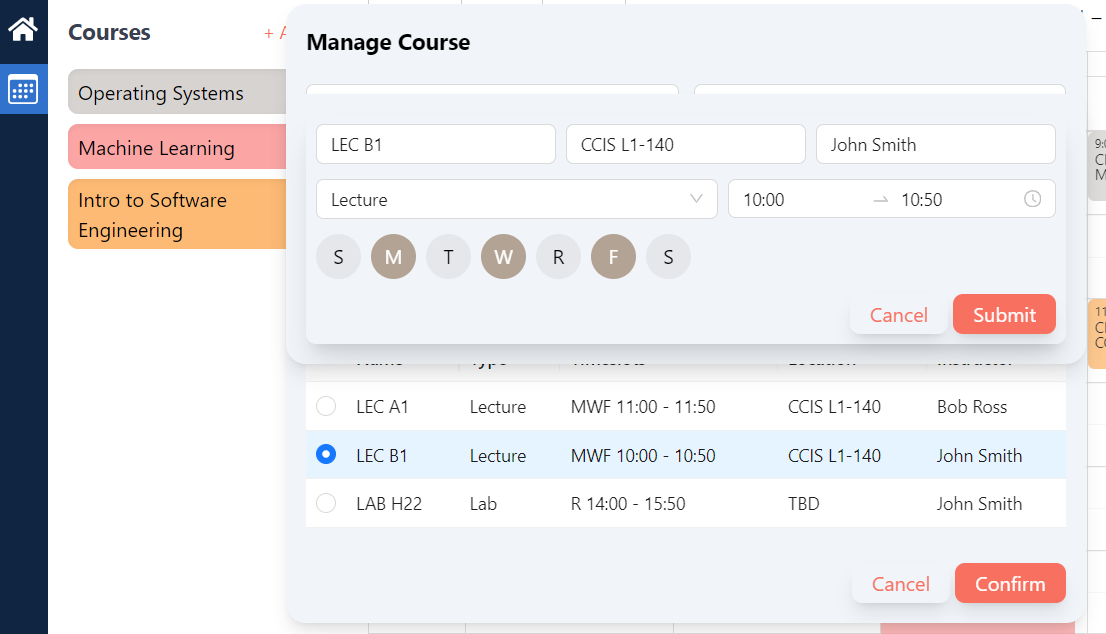 Courses
+
Manage Course
Operating Systems
Machine Learning
Intro to Software
Engineering
LEC B1 CCIS L1-140 John Smith
Lecture 10:00 → 10:50
S M T W R F S
Cancel Submit
Name Type Timeslots Location Instructor
LEC A1 Lecture MWF 11:00 - 11:50 CCIS L1-140 Bob Ross
LEC B1 Lecture MWF 10:00 - 10:50 CCIS L1-140 John Smith
LAB H22 Lab R 14:00 - 15:50 TBD John Smith
Cancel Confirm